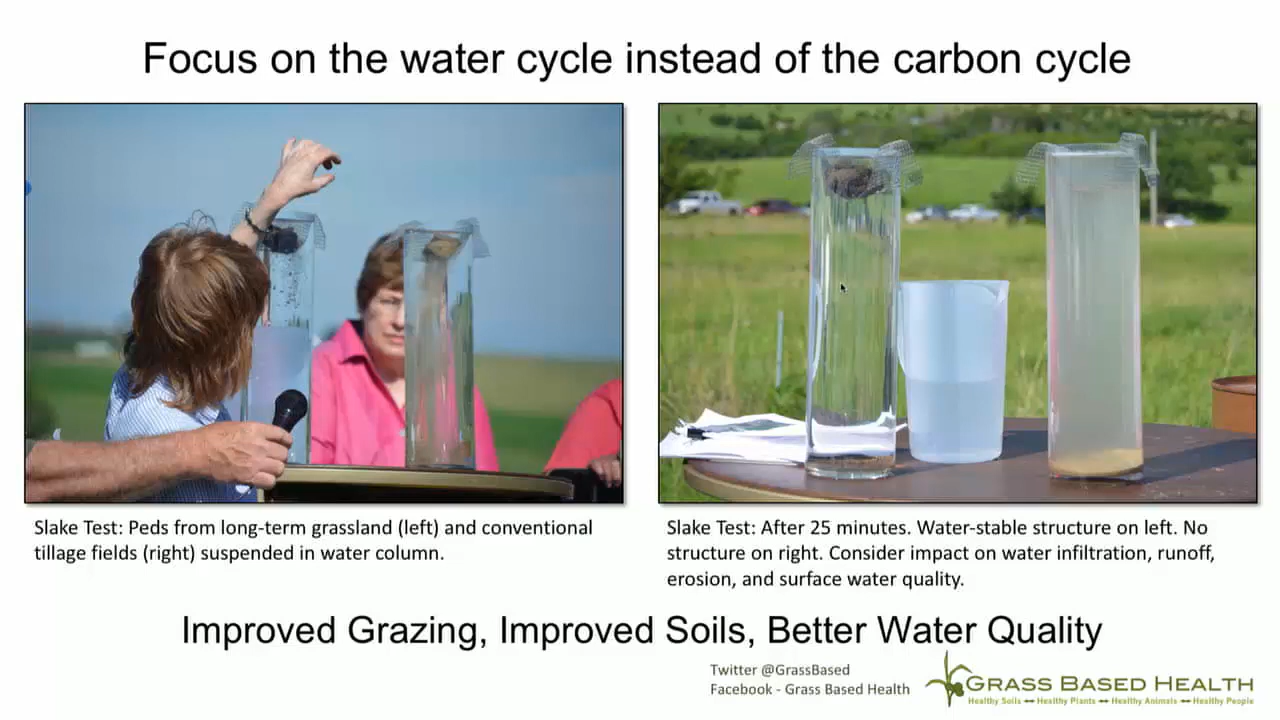 Focus on the water cycle instead of the carbon cycle
Slake Test: Peds from long-term grassland (left) and conventional
tillage fields (right) suspended in water column.
Slake Test: After 25 minutes. Water-stable structure on left. No
structure on right. Consider impact on water infiltration, runoff,
erosion, and surface water quality.
Improved Grazing, Improved Soils, Better Water Quality
Twitter @GrassBased
Facebook - Grass Based Health
GRASS BASED HEALTH
Healthy Soils ↔ Healthy Plants ↔ Healthy Animals ↔ Healthy People